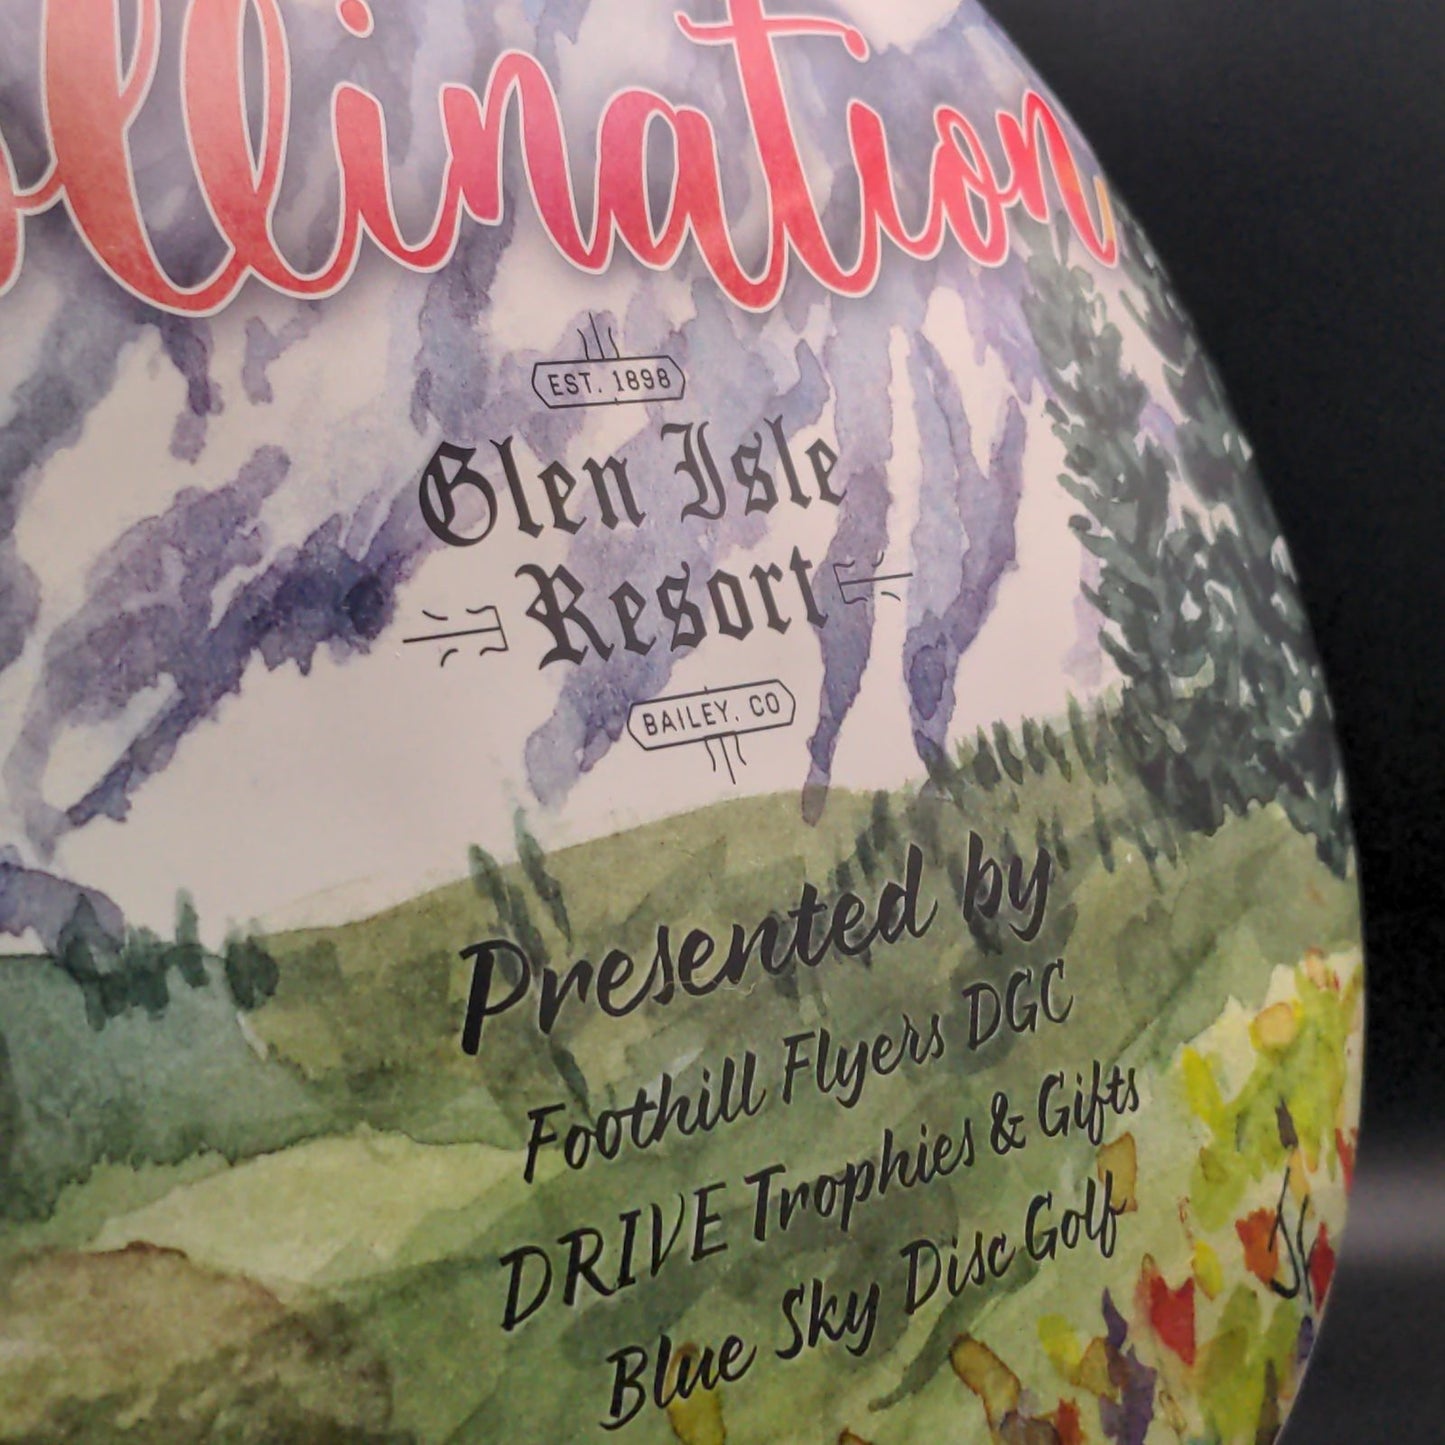 ollination
EST. 1898
Glen Isle
Resort
BAILEY, CO
Presented by
Foothill Flyers DGC
DRIVE Trophies & Gifts
Blue Sky Disc Golf